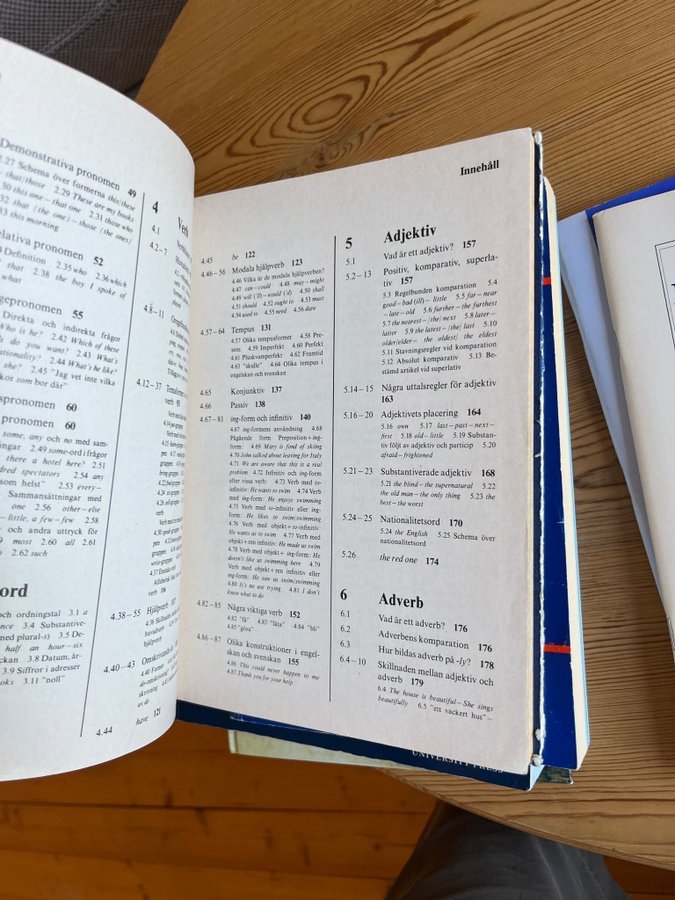 Demonstrativa pronomen 49
2.27 Schema över formerna this/these
– that/those 2.29 These are my books
30 this one – that one 2.31 those who
32 that (the one) – those (the ones)
33 this morning
elativa pronomen 52
Definition 2.35 who 2.36 which
that 2.38 the boy I spoke of
what
gepronomen 55
Direkta och indirekta frågor
Who is he? 2.42 Which of these
ls do you want? 2.43 What's
nationality? 2.44 What's he like?
she? 2.45 "Jag vet inte vilka
kor som bor där"
spronomen 60
pronomen 60
some, any och no med sam-
ningar 2.49 some-ord i frågor
there a hotel here? 2.51
dred spectators 2.54 any
st 2.53 every –
Sammansättningar med
one 2.56 other – else
– little, a few – few 2.58
och andra uttryck för
most 2.60 all 2.61
2.62 such
ord
och ordningstal 3.1 a
ence 3.4 Substantive-
med plural-s) 3.5 De-
half an hour – six
ckan 3.8 Datum, år-
3.9 Siffror i adresser
ooks 3.11 "noll"
4 Verb
4.1
4.2–7
4.8–11
4.12–37
4.38–55 Hjälpverb
4.40–43
4.44 have 121
Innehåll
4.45 be 122
4.46–56 Modala hjälpverb 123
4.46 Vilka är de modala hjälpverben?
4.47 can – could 4.48 may – might
4.49 will ('ll) – would ('d) 4.50 shall
4.51 should 4.52 ought to 4.53 must
4.54 used to 4.55 need 4.56 dare
4.57–64 Tempus 131
4.57 Olika tempusformer 4.58 Pre-
sens 4.59 Imperfekt 4.60 Perfekt
4.61 Pluskvamperfekt 4.62 Framtid
4.63 "skulle" 4.64 Olika tempus i
engelskan och svenskan
4.65 Konjunktiv 137
4.66 Passiv 138
4.67–81 ing-form och infinitiv 140
4.67 ing-formens användning 4.68
Pågående form Preposition + ing-
form: 4.69 Mary is fond of skiing
4.70 John talked about leaving for Italy
4.71 We are aware that this is a real
problem 4.72 Infinitiv och ing-form
efter vissa verb: 4.73 Verb med to-
infinitiv: He wants to swim 4.74 Verb
med ing-form: He enjoys swimming
4.75 Verb med to-infinitiv eller ing-
form: He likes to swim/swimming
4.76 Verb med objekt + to-infinitiv:
He wants us to swim 4.77 Verb med
objekt + ren infinitiv: He made us swim
4.78 Verb med objekt + ing-form: He
doesn't like us swimming 4.79 Verb
med objekt + ren infinitiv eller
ing-form: He saw us swim/swimming
4.80 It's no use trying 4.81 I don't
know what to do
4.82–85 Några viktiga verb 152
4.82 "få" 4.83 "låta" 4.84 "bli"
4.85 "göra"
4.86–87 Olika konstruktioner i engel-
skan och svenskan 155
4.86 This could never happen to me
4.87 Thank you for your help
5 Adjektiv
5.1 Vad är ett adjektiv? 157
5.2–13 Positiv, komparativ, superla-
tiv 157
5.3 Regelbunden komparation 5.4
good – bad (ill) – little 5.5 far – near
– late – old 5.6 further – the furthest
5.7 the nearest – (the) next 5.8 later –
latter 5.9 the latest – (the) last 5.10
older/elder – the oldest/ the eldest
5.11 Stavningsregler vid komparation
5.12 Absolut komparativ 5.13 Be-
stämd artikel vid superlativ
5.14–15 Några uttalsregler för adjektiv
163
5.16–20 Adjektivets placering 164
5.16 own 5.17 last – past – next –
first 5.18 old – little 5.19 Substan-
tiv följt av adjektiv och particip 5.20
afraid – frightened
5.21–23 Substantiverade adjektiv 168
5.21 the blind – the supernatural 5.22
the old man – the only thing 5.23 the
best – the worst
5.24–25 Nationalitetsord 170
5.24 the English 5.25 Schema över
nationalitetsord
5.26 the red one 174
6 Adverb
6.1 Vad är ett adverb? 176
6.2 Adverbens komparation 176
6.3 Hur bildas adverb på -ly? 178
6.4–10 Skillnaden mellan adjektiv och
adverb 179
6.4 The house is beautiful – She sings
beautifully 6.5 "ett vackert hus" –
UNIVERSITY PRESS